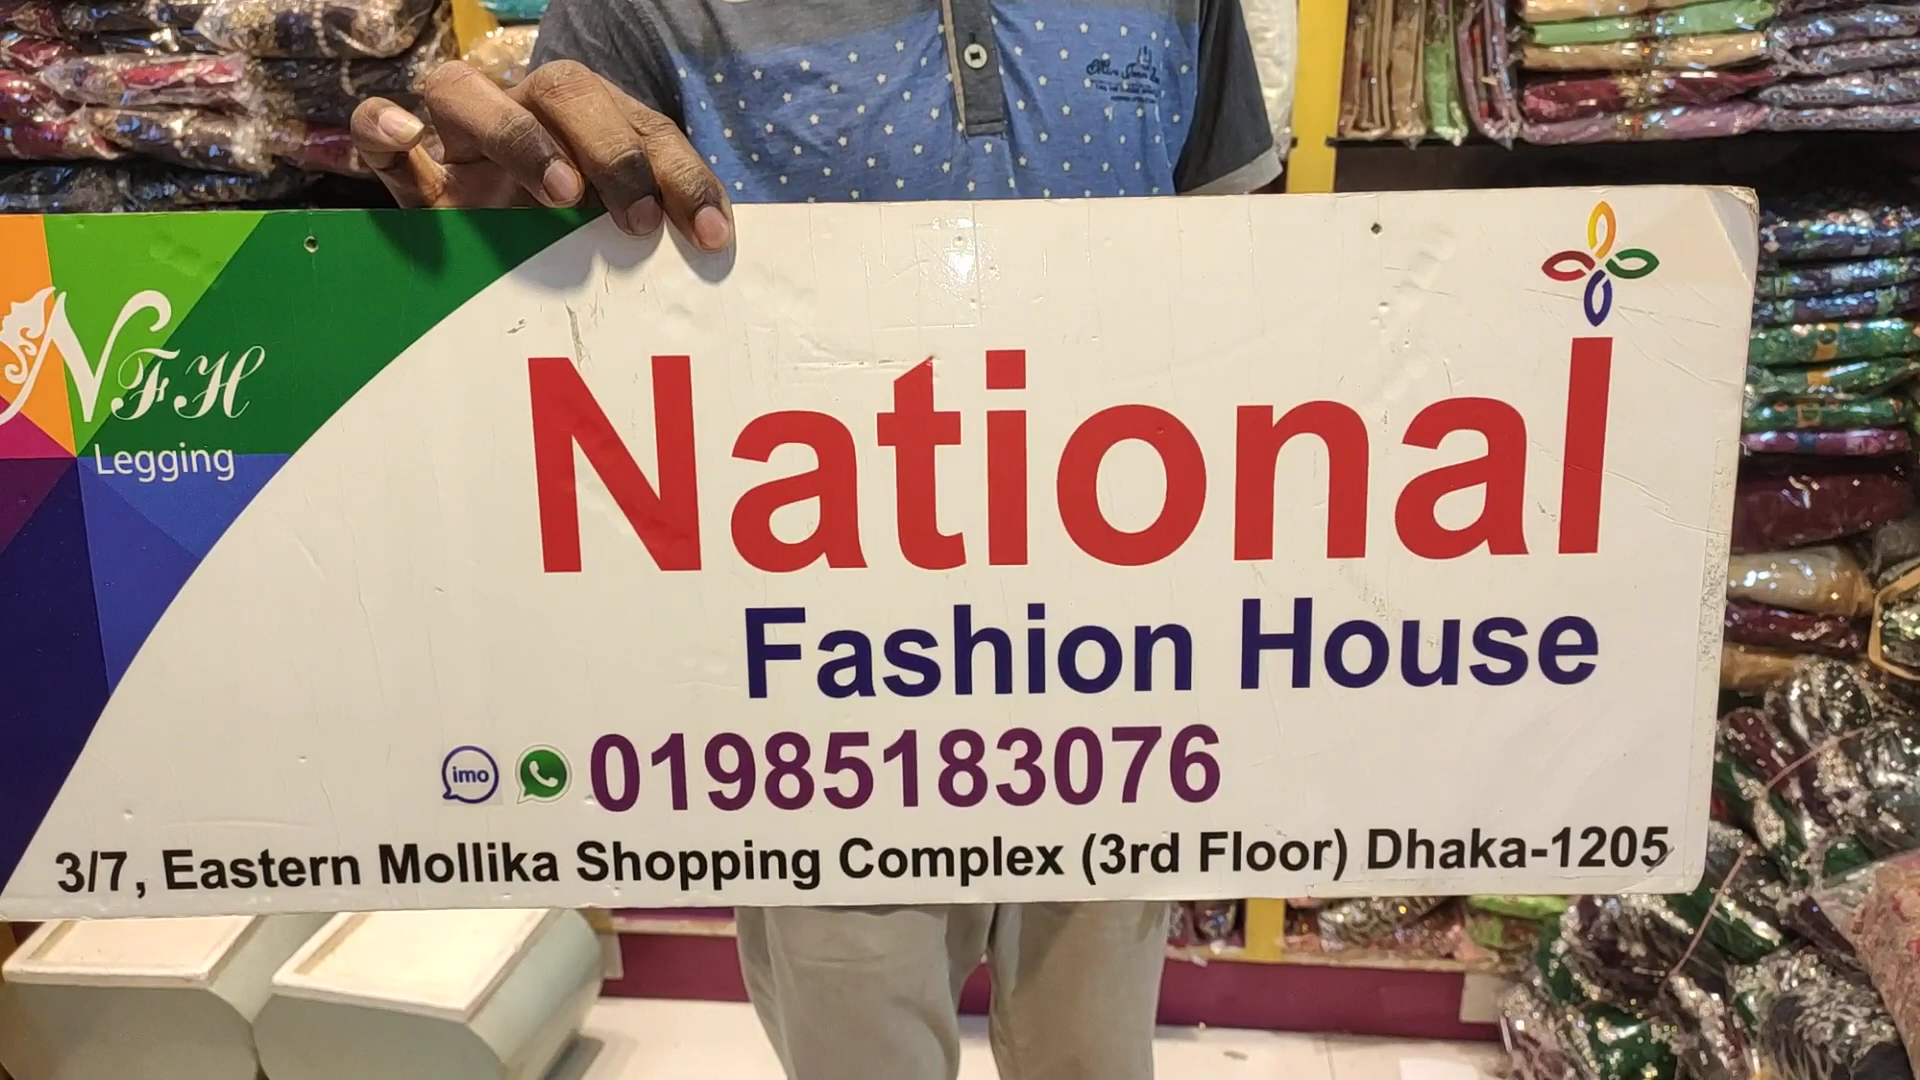 NFH
Legging
National
Fashion House
imo 01985183076
3/7, Eastern Mollika Shopping Complex (3rd Floor) Dhaka-1205